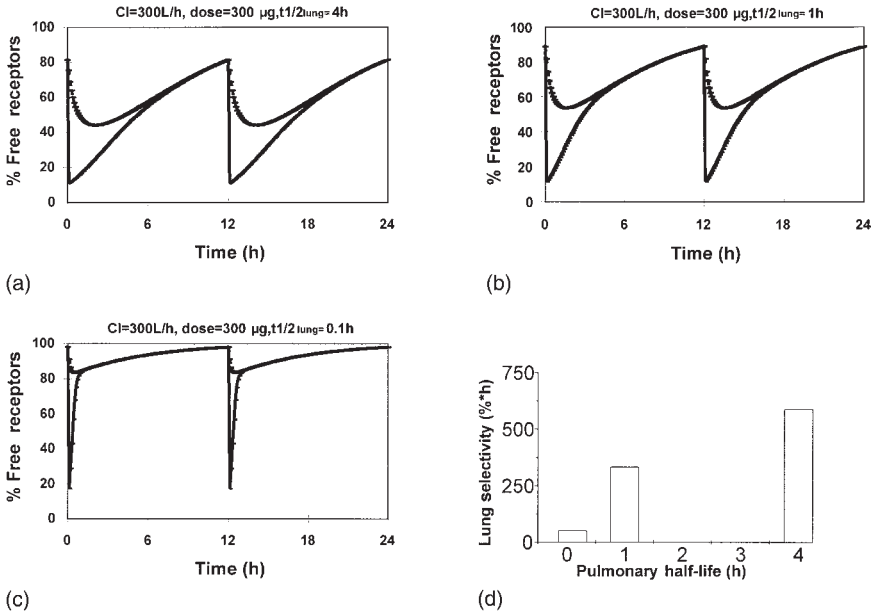 Cl=300L/h, dose=300 µg,t1/2lung= 4h
% Free receptors
100
80
60
40
20
0
0 6 12 18 24
Time (h)
(a)
Cl=300L/h, dose=300 µg,t1/2lung= 1h
% Free receptors
100
80
60
40
20
0
0 6 12 18 24
Time (h)
(b)
Cl=300L/h, dose=300 µg,t1/2lung= 0.1h
% Free receptors
100
80
60
40
20
0
0 6 12 18 24
Time (h)
(c)
Lung selectivity (%*h)
750
500
250
0
0 1 2 3 4
Pulmonary half-life (h)
(d)